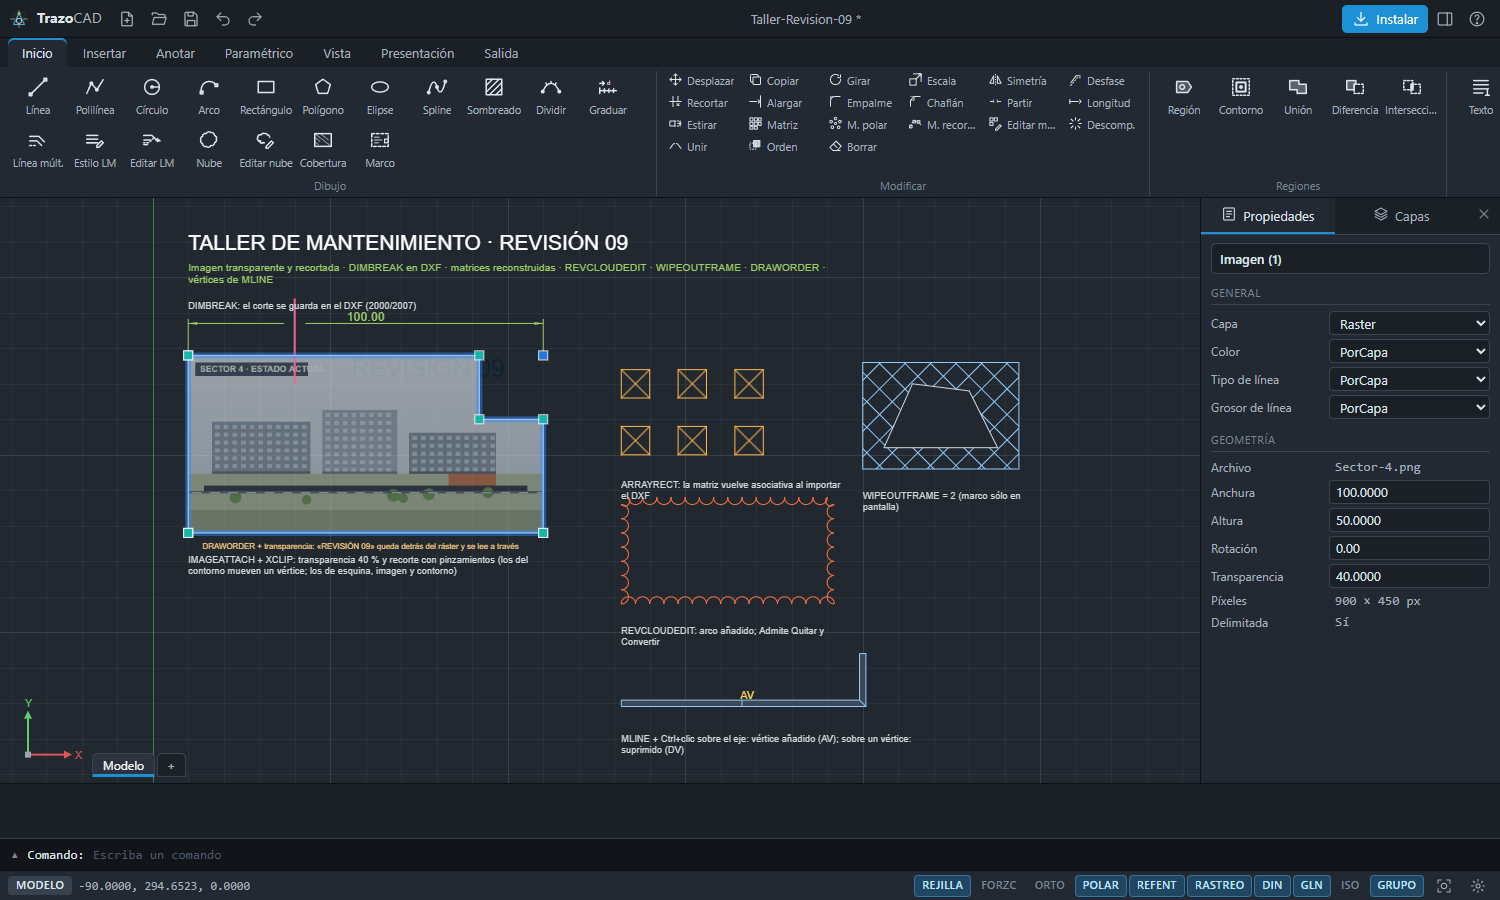 TrazoCAD
Taller-Revision-09 *
Instalar
Inicio
Insertar
Anotar
Paramétrico
Vista
Presentación
Salida
Línea
Polilínea
Círculo
Arco
Rectángulo
Polígono
Elipse
Spline
Sombreado
Dividir
Graduar
Línea múlt.
Estilo LM
Editar LM
Nube
Editar nube
Cobertura
Marco
Dibujo
Desplazar
Copiar
Girar
Escala
Simetría
Desfase
Recortar
Alargar
Empalme
Chaflán
Partir
Longitud
Estirar
Matriz
M. polar
M. recor...
Editar m...
Descomp.
Unir
Orden
Borrar
Modificar
Región
Contorno
Unión
Diferencia
Intersecci...
Regiones
Texto
TALLER DE MANTENIMIENTO · REVISIÓN 09
Imagen transparente y recortada · DIMBREAK en DXF · matrices reconstruidas · REVCLOUDEDIT · WIPEOUTFRAME · DRAWORDER ·
vértices de MLINE
DIMBREAK: el corte se guarda en el DXF (2000/2007)
100.00
SECTOR 4 · ESTADO ACTUAL
REVISIÓN 09
DRAWORDER + transparencia: «REVISIÓN 09» queda detrás del ráster y se lee a través
IMAGEATTACH + XCLIP: transparencia 40 % y recorte con pinzamientos (los del
contorno mueven un vértice; los de esquina, imagen y contorno)
ARRAYRECT: la matriz vuelve asociativa al importar
el DXF
WIPEOUTFRAME = 2 (marco sólo en
pantalla)
REVCLOUDEDIT: arco añadido; Admite Quitar y
Convertir
AV
MLINE + Ctrl+clic sobre el eje: vértice añadido (AV); sobre un vértice:
suprimido (DV)
Y
X
Modelo
+
Propiedades
Capas
Imagen (1)
GENERAL
Capa
Raster
Color
PorCapa
Tipo de línea
PorCapa
Grosor de línea
PorCapa
GEOMETRÍA
Archivo
Sector-4.png
Anchura
100.0000
Altura
50.0000
Rotación
0.00
Transparencia
40.0000
Píxeles
900 × 450 px
Delimitada
Sí
Comando: Escriba un comando
MODELO
-90.0000, 294.6523, 0.0000
REJILLA
FORZC
ORTO
POLAR
REFENT
RASTREO
DIN
GLN
ISO
GRUPO